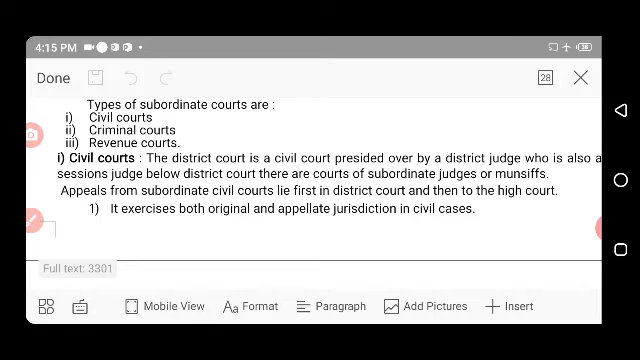 4:15 PM 38
Done 28
Types of subordinate courts are :
i) Civil courts
ii) Criminal courts
iii) Revenue courts.
i) Civil courts : The district court is a civil court presided over by a district judge who is also a
sessions judge below district court there are courts of subordinate judges or munsiffs.
Appeals from subordinate civil courts lie first in district court and then to the high court.
1) It exercises both original and appellate jurisdiction in civil cases.
Full text: 3301
Mobile View Aa Format Paragraph Add Pictures Insert